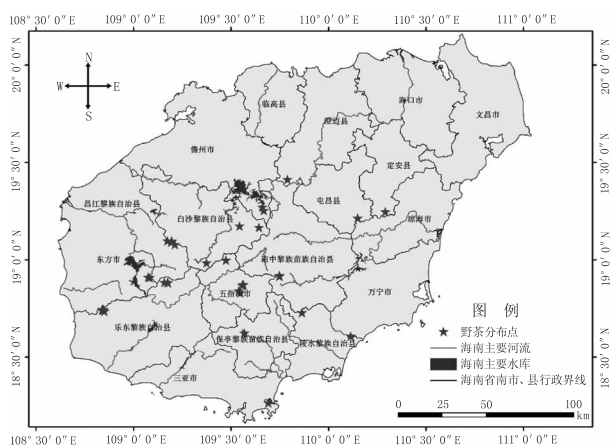 108° 30′ 0″E 109° 0′ 0″E 109° 30′ 0″E 110° 0′ 0″E 110° 30′ 0″E 111° 0′ 0″E
20° 0′ 0″N
19° 30′ 0″N
19° 0′ 0″N
18° 30′ 0″N
N
W E
S
临高县
海口市
澄迈县
文昌市
儋州市
定安县
昌江黎族自治县
白沙黎族自治县
屯昌县
琼海市
东方市
琼中黎族苗族自治县
五指山市
万宁市
乐东黎族自治县
保亭黎族苗族自治县
陵水黎族自治县
三亚市
图 例
野茶分布点
海南主要河流
海南主要水库
海南省南市、县行政界线
0 25 50 100
km
20° 0′ 0″N
19° 30′ 0″N
19° 0′ 0″N
18° 30′ 0″N
108° 30′ 0″E 109° 0′ 0″E 109° 30′ 0″E 110° 0′ 0″E 110° 30′ 0″E 111° 0′ 0″E